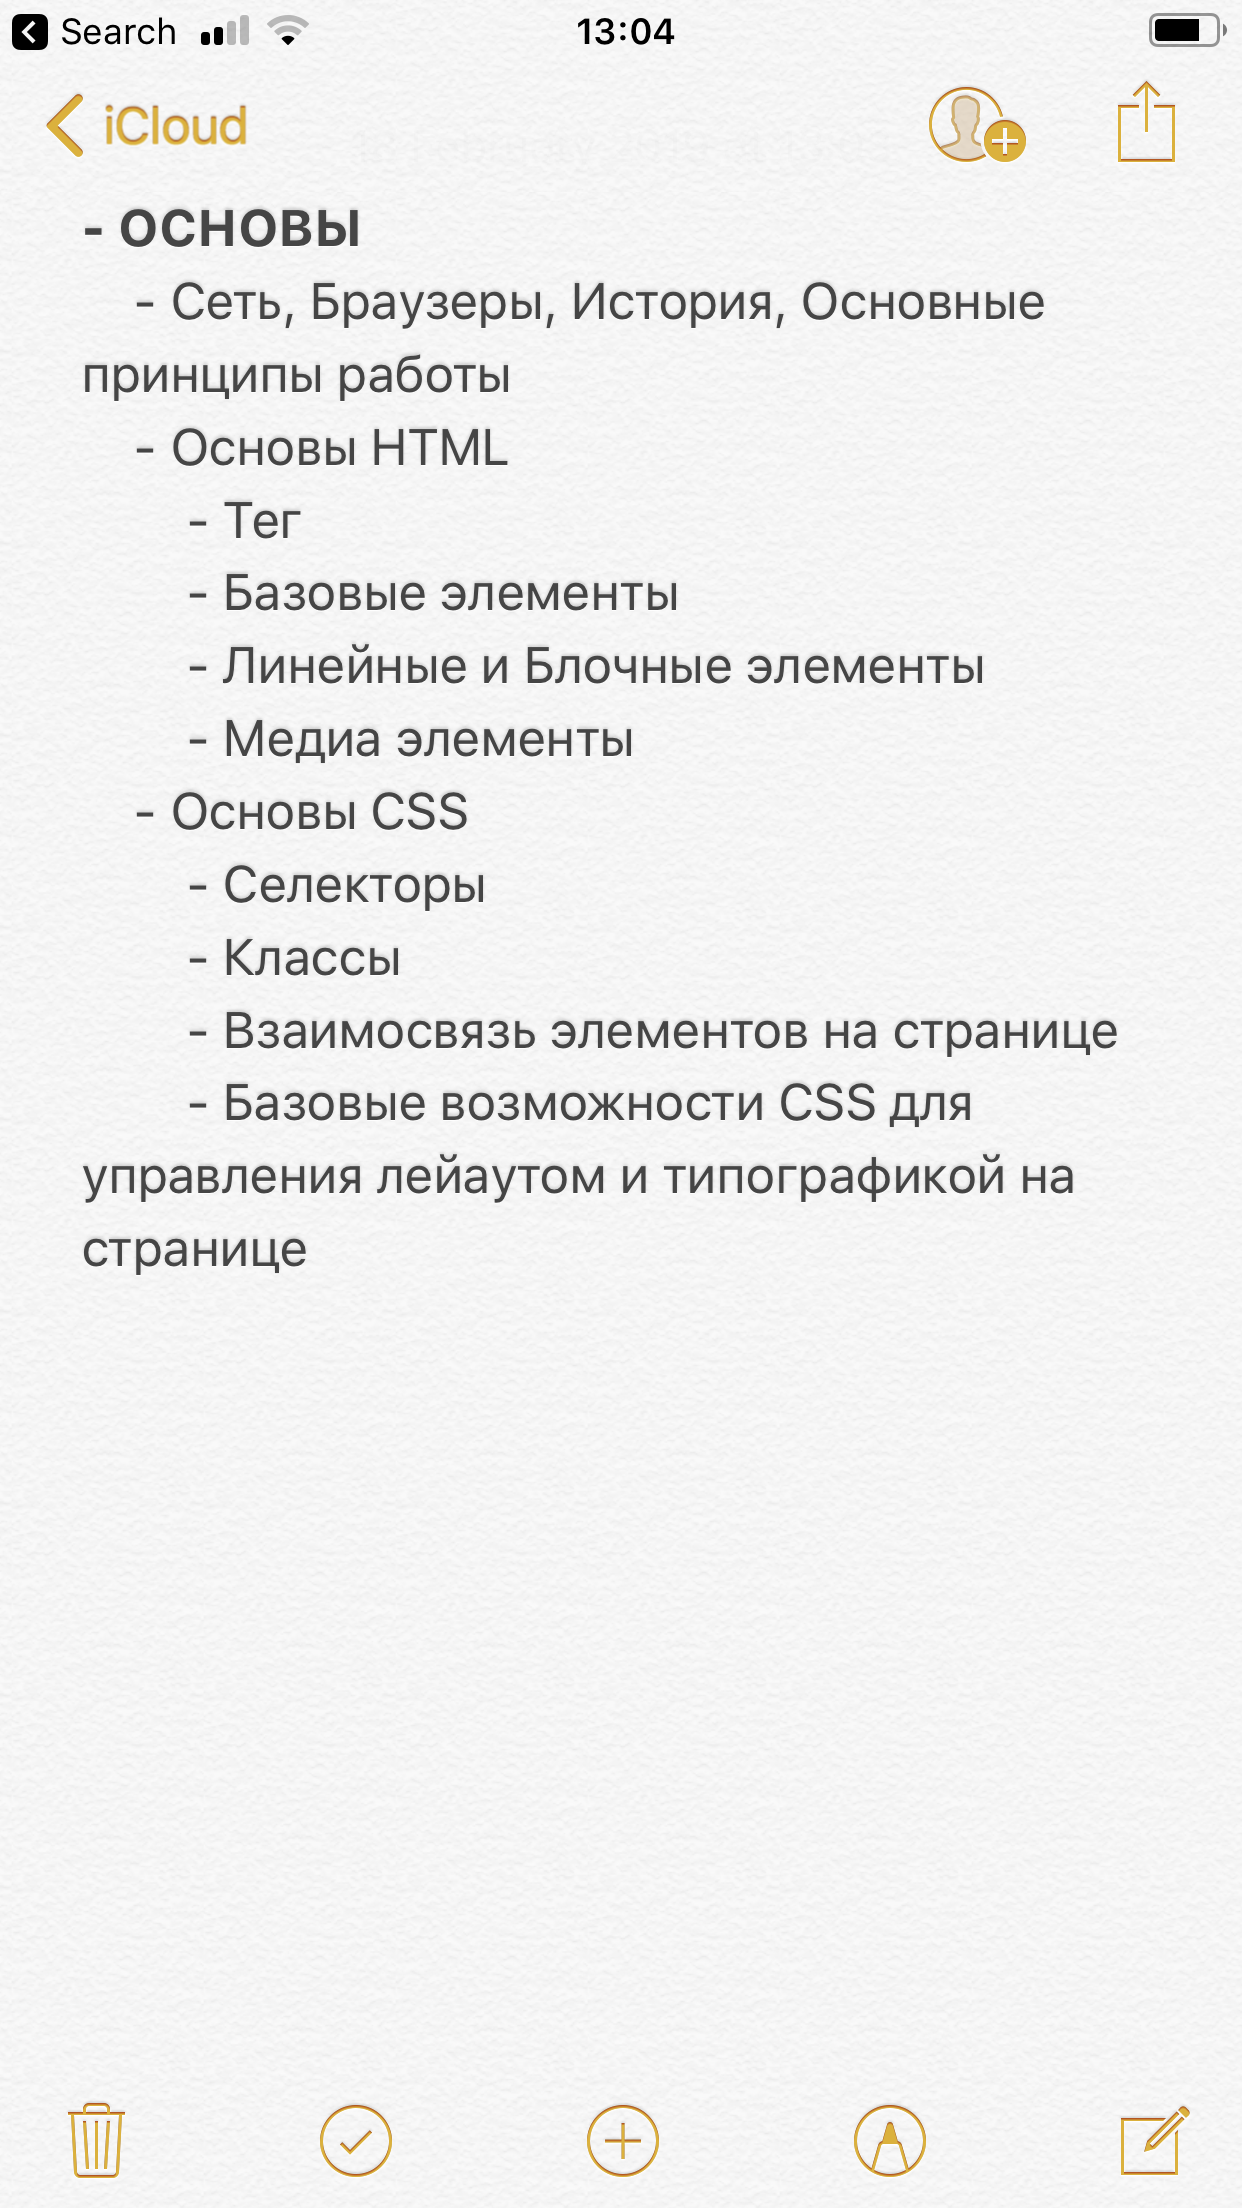 Search
13:04
iCloud
- ОСНОВЫ
- Сеть, Браузеры, История, Основные
принципы работы
- Основы HTML
- Тег
- Базовые элементы
- Линейные и Блочные элементы
- Медиа элементы
- Основы CSS
- Селекторы
- Классы
- Взаимосвязь элементов на странице
- Базовые возможности CSS для
управления лейаутом и типографикой на
странице